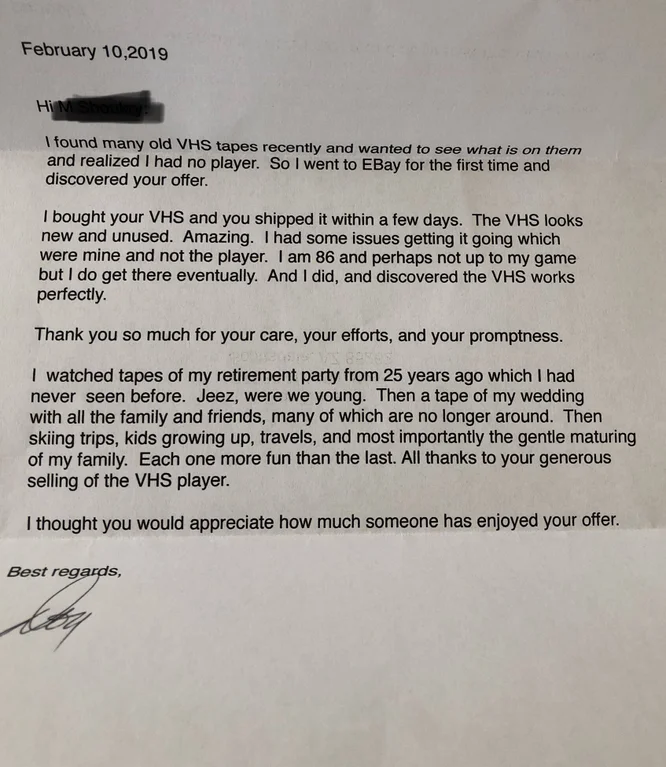 February 10,2019
Hi
I found many old VHS tapes recently and wanted to see what is on them
and realized I had no player.  So I went to EBay for the first time and
discovered your offer.
I bought your VHS and you shipped it within a few days.  The VHS looks
new and unused.  Amazing.  I had some issues getting it going which
were mine and not the player.  I am 86 and perhaps not up to my game
but I do get there eventually.  And I did, and discovered the VHS works
perfectly.
Thank you so much for your care, your efforts, and your promptness.
I  watched tapes of my retirement party from 25 years ago which I had
never  seen before.  Jeez, were we young.  Then a tape of my wedding
with all the family and friends, many of which are no longer around.  Then
skiing trips, kids growing up, travels, and most importantly the gentle maturing
of my family.  Each one more fun than the last. All thanks to your generous
selling of the VHS player.
I thought you would appreciate how much someone has enjoyed your offer.
Best regards,